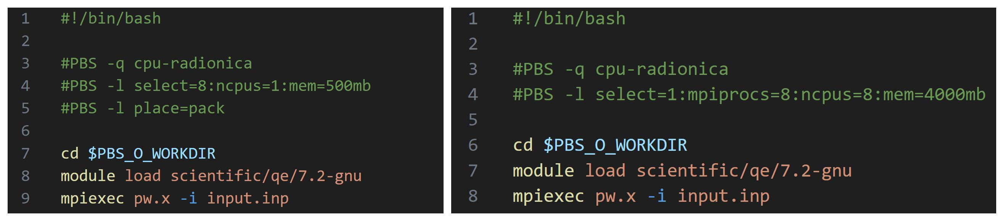 1 #!/bin/bash
2
3 #PBS -q cpu-radionica
4 #PBS -l select=8:ncpus=1:mem=500mb
5 #PBS -l place=pack
6
7 cd $PBS_O_WORKDIR
8 module load scientific/qe/7.2-gnu
9 mpiexec pw.x -i input.inp
1 #!/bin/bash
2
3 #PBS -q cpu-radionica
4 #PBS -l select=1:mpiprocs=8:ncpus=8:mem=4000mb
5
6 cd $PBS_O_WORKDIR
7 module load scientific/qe/7.2-gnu
8 mpiexec pw.x -i input.inp